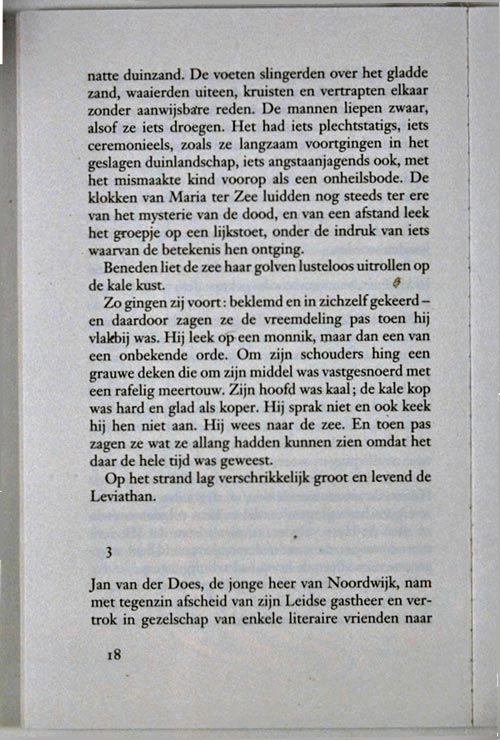 natte duinzand. De voeten slingerden over het gladde
zand, waaierden uiteen, kruisten en vertrapten elkaar
zonder aanwijsbare reden. De mannen liepen zwaar,
alsof ze iets droegen. Het had iets plechtstatigs, iets
ceremonieels, zoals ze langzaam voortgingen in het
geslagen duinlandschap, iets angstaanjagends ook, met
het mismaakte kind voorop als een onheilsbode. De
klokken van Maria ter Zee luidden nog steeds ter ere
van het mysterie van de dood, en van een afstand leek
het groepje op een lijkstoet, onder de indruk van iets
waarvan de betekenis hen ontging.
Beneden liet de zee haar golven lusteloos uitrollen op
de kale kust.
Zo gingen zij voort: beklemd en in zichzelf gekeerd –
en daardoor zagen ze de vreemdeling pas toen hij
vlakbij was. Hij leek op een monnik, maar dan een van
een onbekende orde. Om zijn schouders hing een
grauwe deken die om zijn middel was vastgesnoerd met
een rafelig meertouw. Zijn hoofd was kaal; de kale kop
was hard en glad als koper. Hij sprak niet en ook keek
hij hen niet aan. Hij wees naar de zee. En toen pas
zagen ze wat ze allang hadden kunnen zien omdat het
daar de hele tijd was geweest.
Op het strand lag verschrikkelijk groot en levend de
Leviathan.
3
Jan van der Does, de jonge heer van Noordwijk, nam
met tegenzin afscheid van zijn Leidse gastheer en ver-
trok in gezelschap van enkele literaire vrienden naar
18